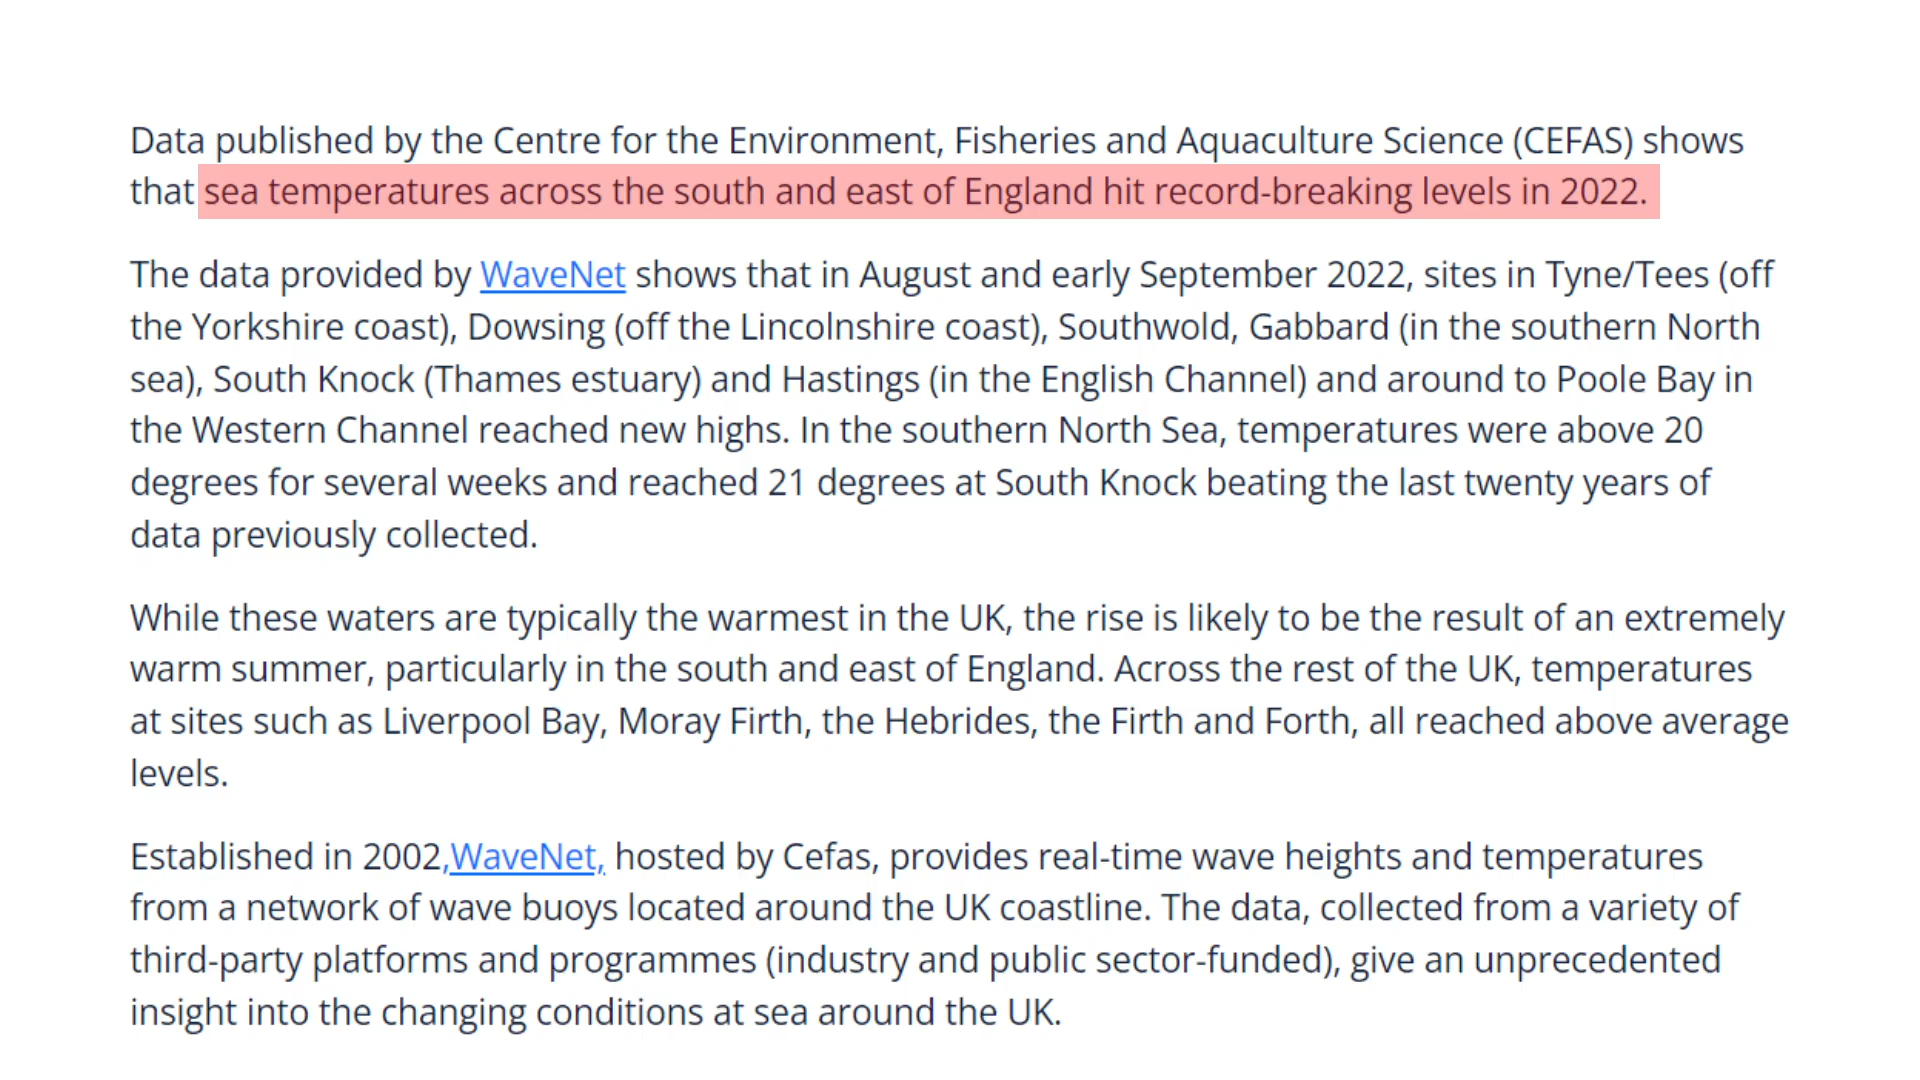 Data published by the Centre for the Environment, Fisheries and Aquaculture Science (CEFAS) shows
that sea temperatures across the south and east of England hit record-breaking levels in 2022.
The data provided by WaveNet shows that in August and early September 2022, sites in Tyne/Tees (off
the Yorkshire coast), Dowsing (off the Lincolnshire coast), Southwold, Gabbard (in the southern North
sea), South Knock (Thames estuary) and Hastings (in the English Channel) and around to Poole Bay in
the Western Channel reached new highs. In the southern North Sea, temperatures were above 20
degrees for several weeks and reached 21 degrees at South Knock beating the last twenty years of
data previously collected.
While these waters are typically the warmest in the UK, the rise is likely to be the result of an extremely
warm summer, particularly in the south and east of England. Across the rest of the UK, temperatures
at sites such as Liverpool Bay, Moray Firth, the Hebrides, the Firth and Forth, all reached above average
levels.
Established in 2002,WaveNet, hosted by Cefas, provides real-time wave heights and temperatures
from a network of wave buoys located around the UK coastline. The data, collected from a variety of
third-party platforms and programmes (industry and public sector-funded), give an unprecedented
insight into the changing conditions at sea around the UK.